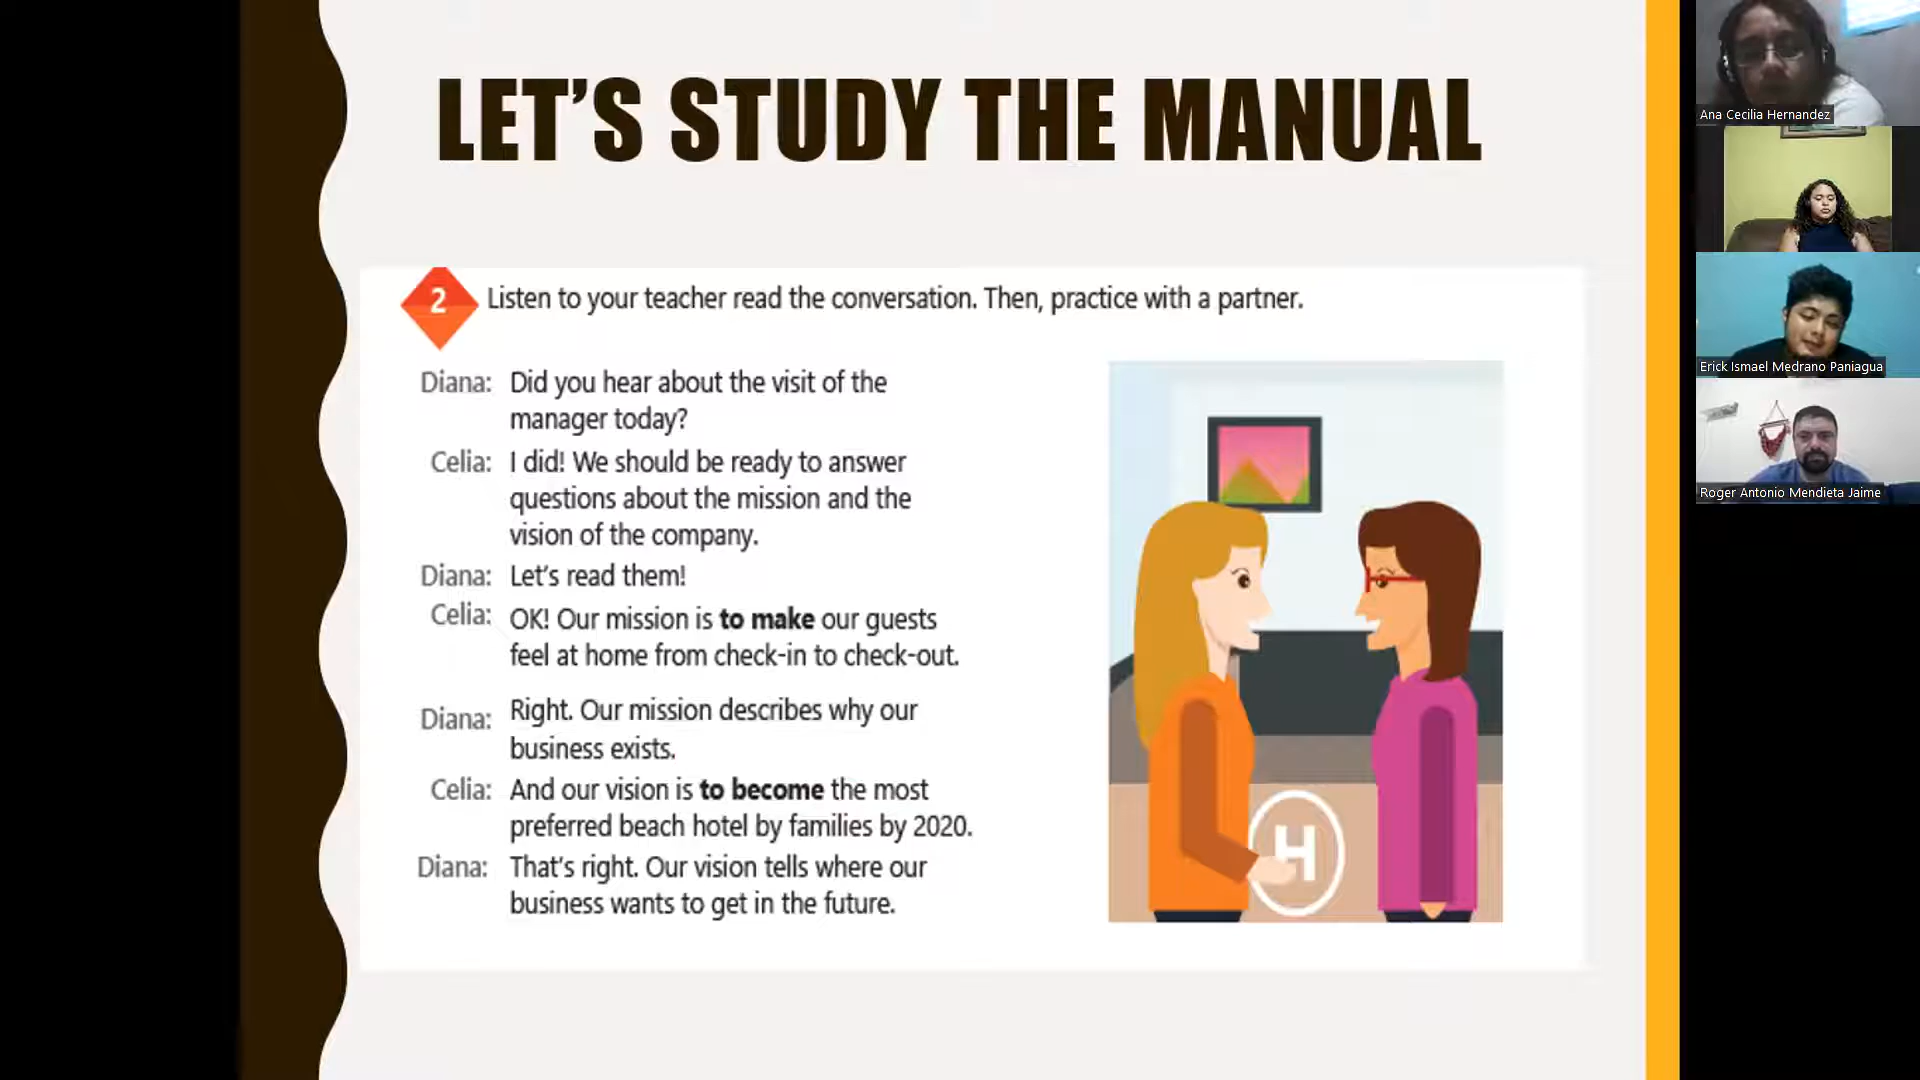 LET'S STUDY THE MANUAL
2 Listen to your teacher read the conversation. Then, practice with a partner.
Diana: Did you hear about the visit of the
manager today?
Celia: I did! We should be ready to answer
questions about the mission and the
vision of the company.
Diana: Let's read them!
Celia: OK! Our mission is to make our guests
feel at home from check-in to check-out.
Diana: Right. Our mission describes why our
business exists.
Celia: And our vision is to become the most
preferred beach hotel by families by 2020.
Diana: That's right. Our vision tells where our
business wants to get in the future.
H
Ana Cecilia Hernandez
Erick Ismael Medrano Paniagua
Roger Antonio Mendieta Jaime